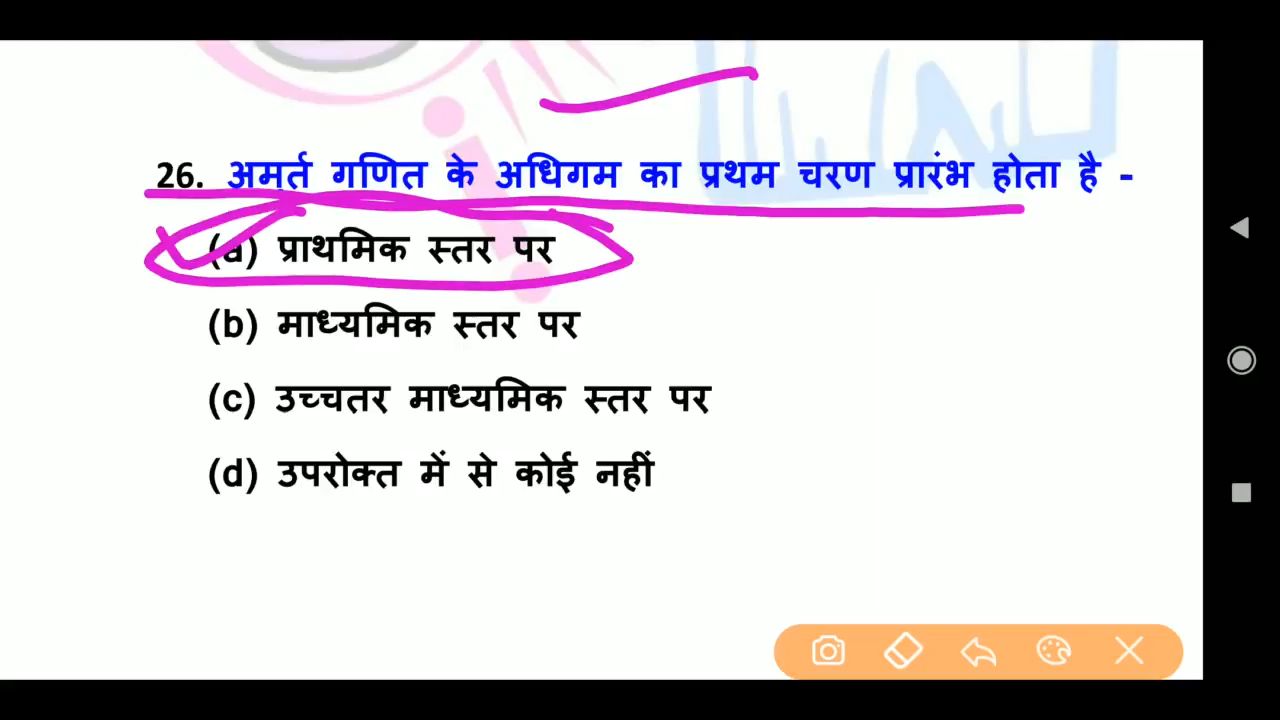 26. अमर्त गणित के अधिगम का प्रथम चरण प्रारंभ होता है -
(a) प्राथमिक स्तर पर
(b) माध्यमिक स्तर पर
(c) उच्चतर माध्यमिक स्तर पर
(d) उपरोक्त में से कोई नहीं